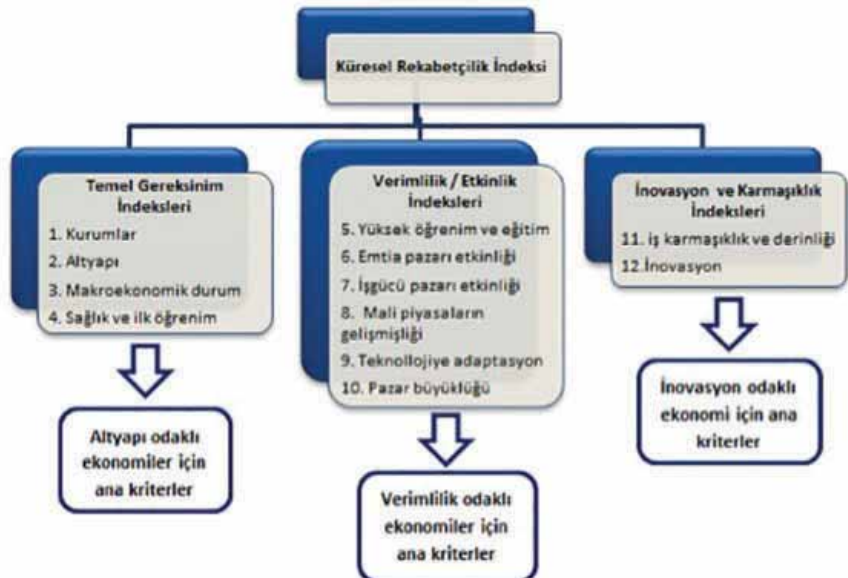 Küresel Rekabetçilik İndeksi
Temel Gereksinim
İndeksleri
1. Kurumlar
2. Altyapı
3. Makroekonomik durum
4. Sağlık ve ilk öğrenim
Altyapı odaklı
ekonomiler için
ana kriterler
Verimlilik / Etkinlik
İndeksleri
5. Yüksek öğrenim ve eğitim
6. Emtia pazarı etkinliği
7. İşgücü pazarı etkinliği
8. Mali piyasaların
gelişmişliği
9. Teknollojiye adaptasyon
10. Pazar büyüklüğü
Verimlilik odaklı
ekonomiler için
ana kriterler
İnovasyon ve Karmaşıklık
İndeksleri
11. iş karmaşıklık ve derinliği
12.İnovasyon
İnovasyon odaklı
ekonomi için ana
kriterler